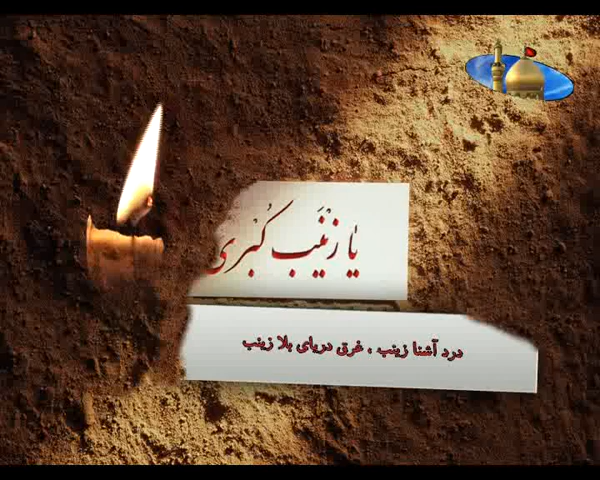 یا زینب کبری
درد آشنا زینب ، غرق دریای بلا زینب